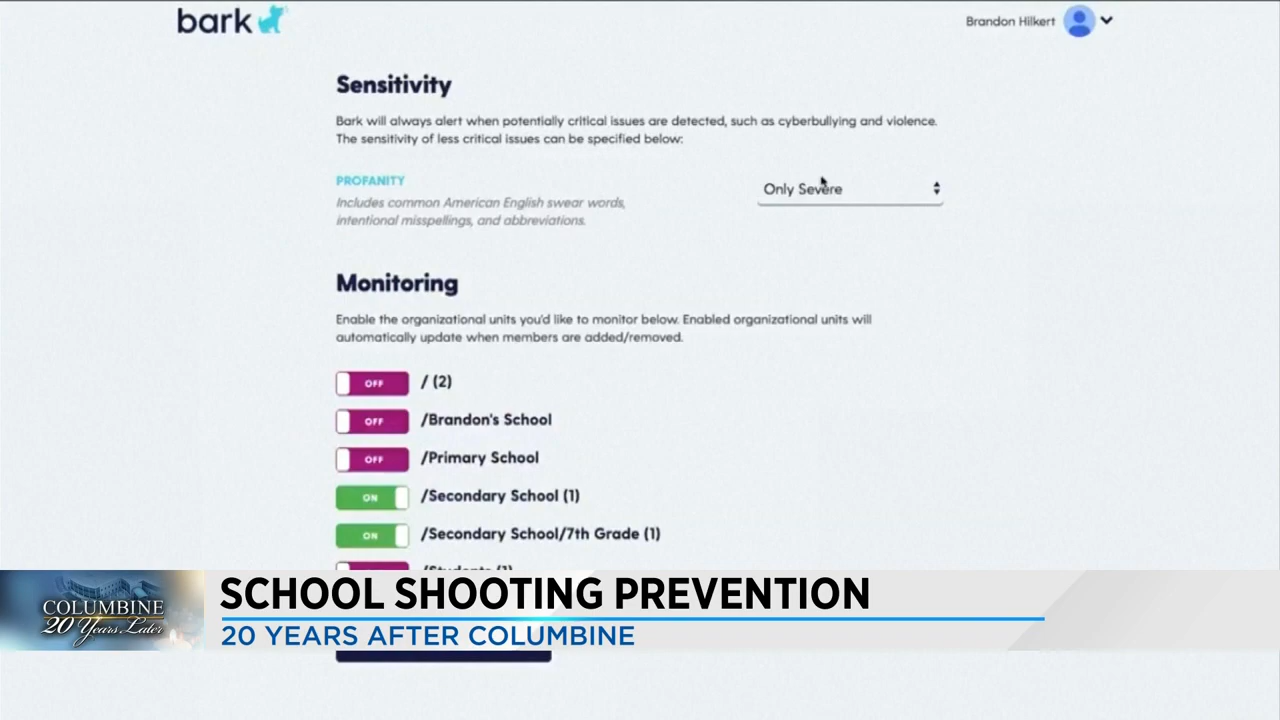 bark
Brandon Hilkert
Sensitivity
Bark will always alert when potentially critical issues are detected, such as cyberbullying and violence.
The sensitivity of less critical issues can be specified below:
PROFANITY
Only Severe
Includes common American English swear words,
intentional misspellings, and abbreviations.
Monitoring
Enable the organizational units you'd like to monitor below. Enabled organizational units will
automatically update when members are added/removed.
OFF / (2)
OFF /Brandon's School
OFF /Primary School
ON /Secondary School (1)
ON /Secondary School/7th Grade (1)
/Students (1)
COLUMBINE
20 Years Later
SCHOOL SHOOTING PREVENTION
20 YEARS AFTER COLUMBINE